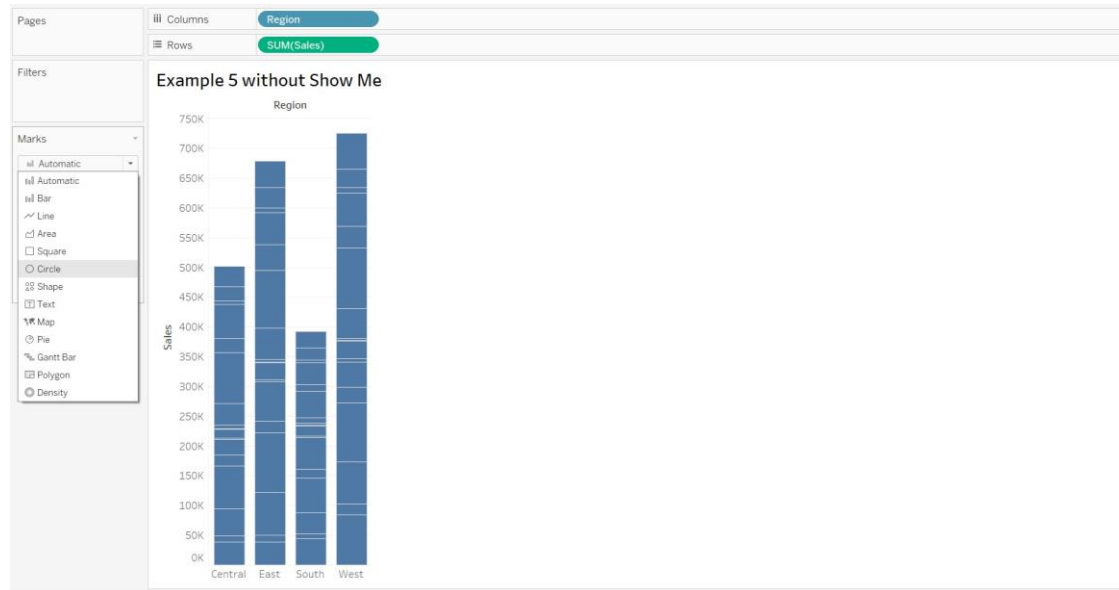 Pages
Columns
Region
Rows
SUM(Sales)
Filters
Marks
Automatic
Automatic
Bar
Line
Area
Square
Circle
Shape
Text
Map
Pie
Gantt Bar
Polygon
Density
Example 5 without Show Me
Region
750K
700K
650K
600K
550K
500K
450K
400K
350K
300K
250K
200K
150K
100K
50K
0K
Sales
Central East South West